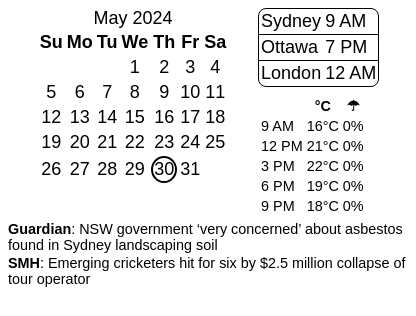 May 2024
Su Mo Tu We Th Fr Sa
1 2 3 4
5 6 7 8 9 10 11
12 13 14 15 16 17 18
19 20 21 22 23 24 25
26 27 28 29 30 31
Sydney 9 AM
Ottawa 7 PM
London 12 AM
°C ☂
9 AM 16°C 0%
12 PM 21°C 0%
3 PM 22°C 0%
6 PM 19°C 0%
9 PM 18°C 0%
Guardian: NSW government ‘very concerned’ about asbestos
found in Sydney landscaping soil
SMH: Emerging cricketers hit for six by $2.5 million collapse of
tour operator